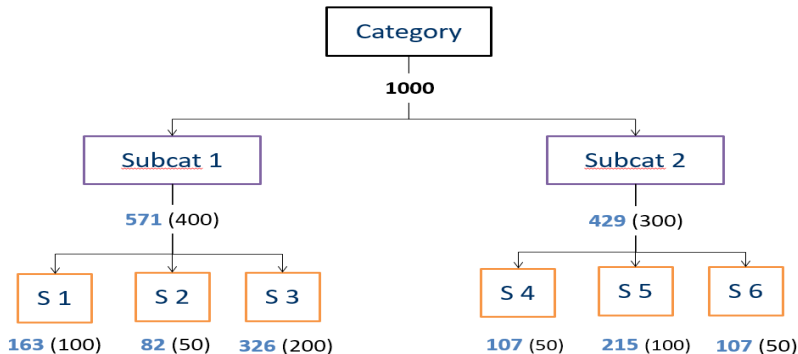 Category
1000
Subcat 1 Subcat 2
571 (400) 429 (300)
S 1 S 2 S 3 S 4 S 5 S 6
163 (100) 82 (50) 326 (200) 107 (50) 215 (100) 107 (50)